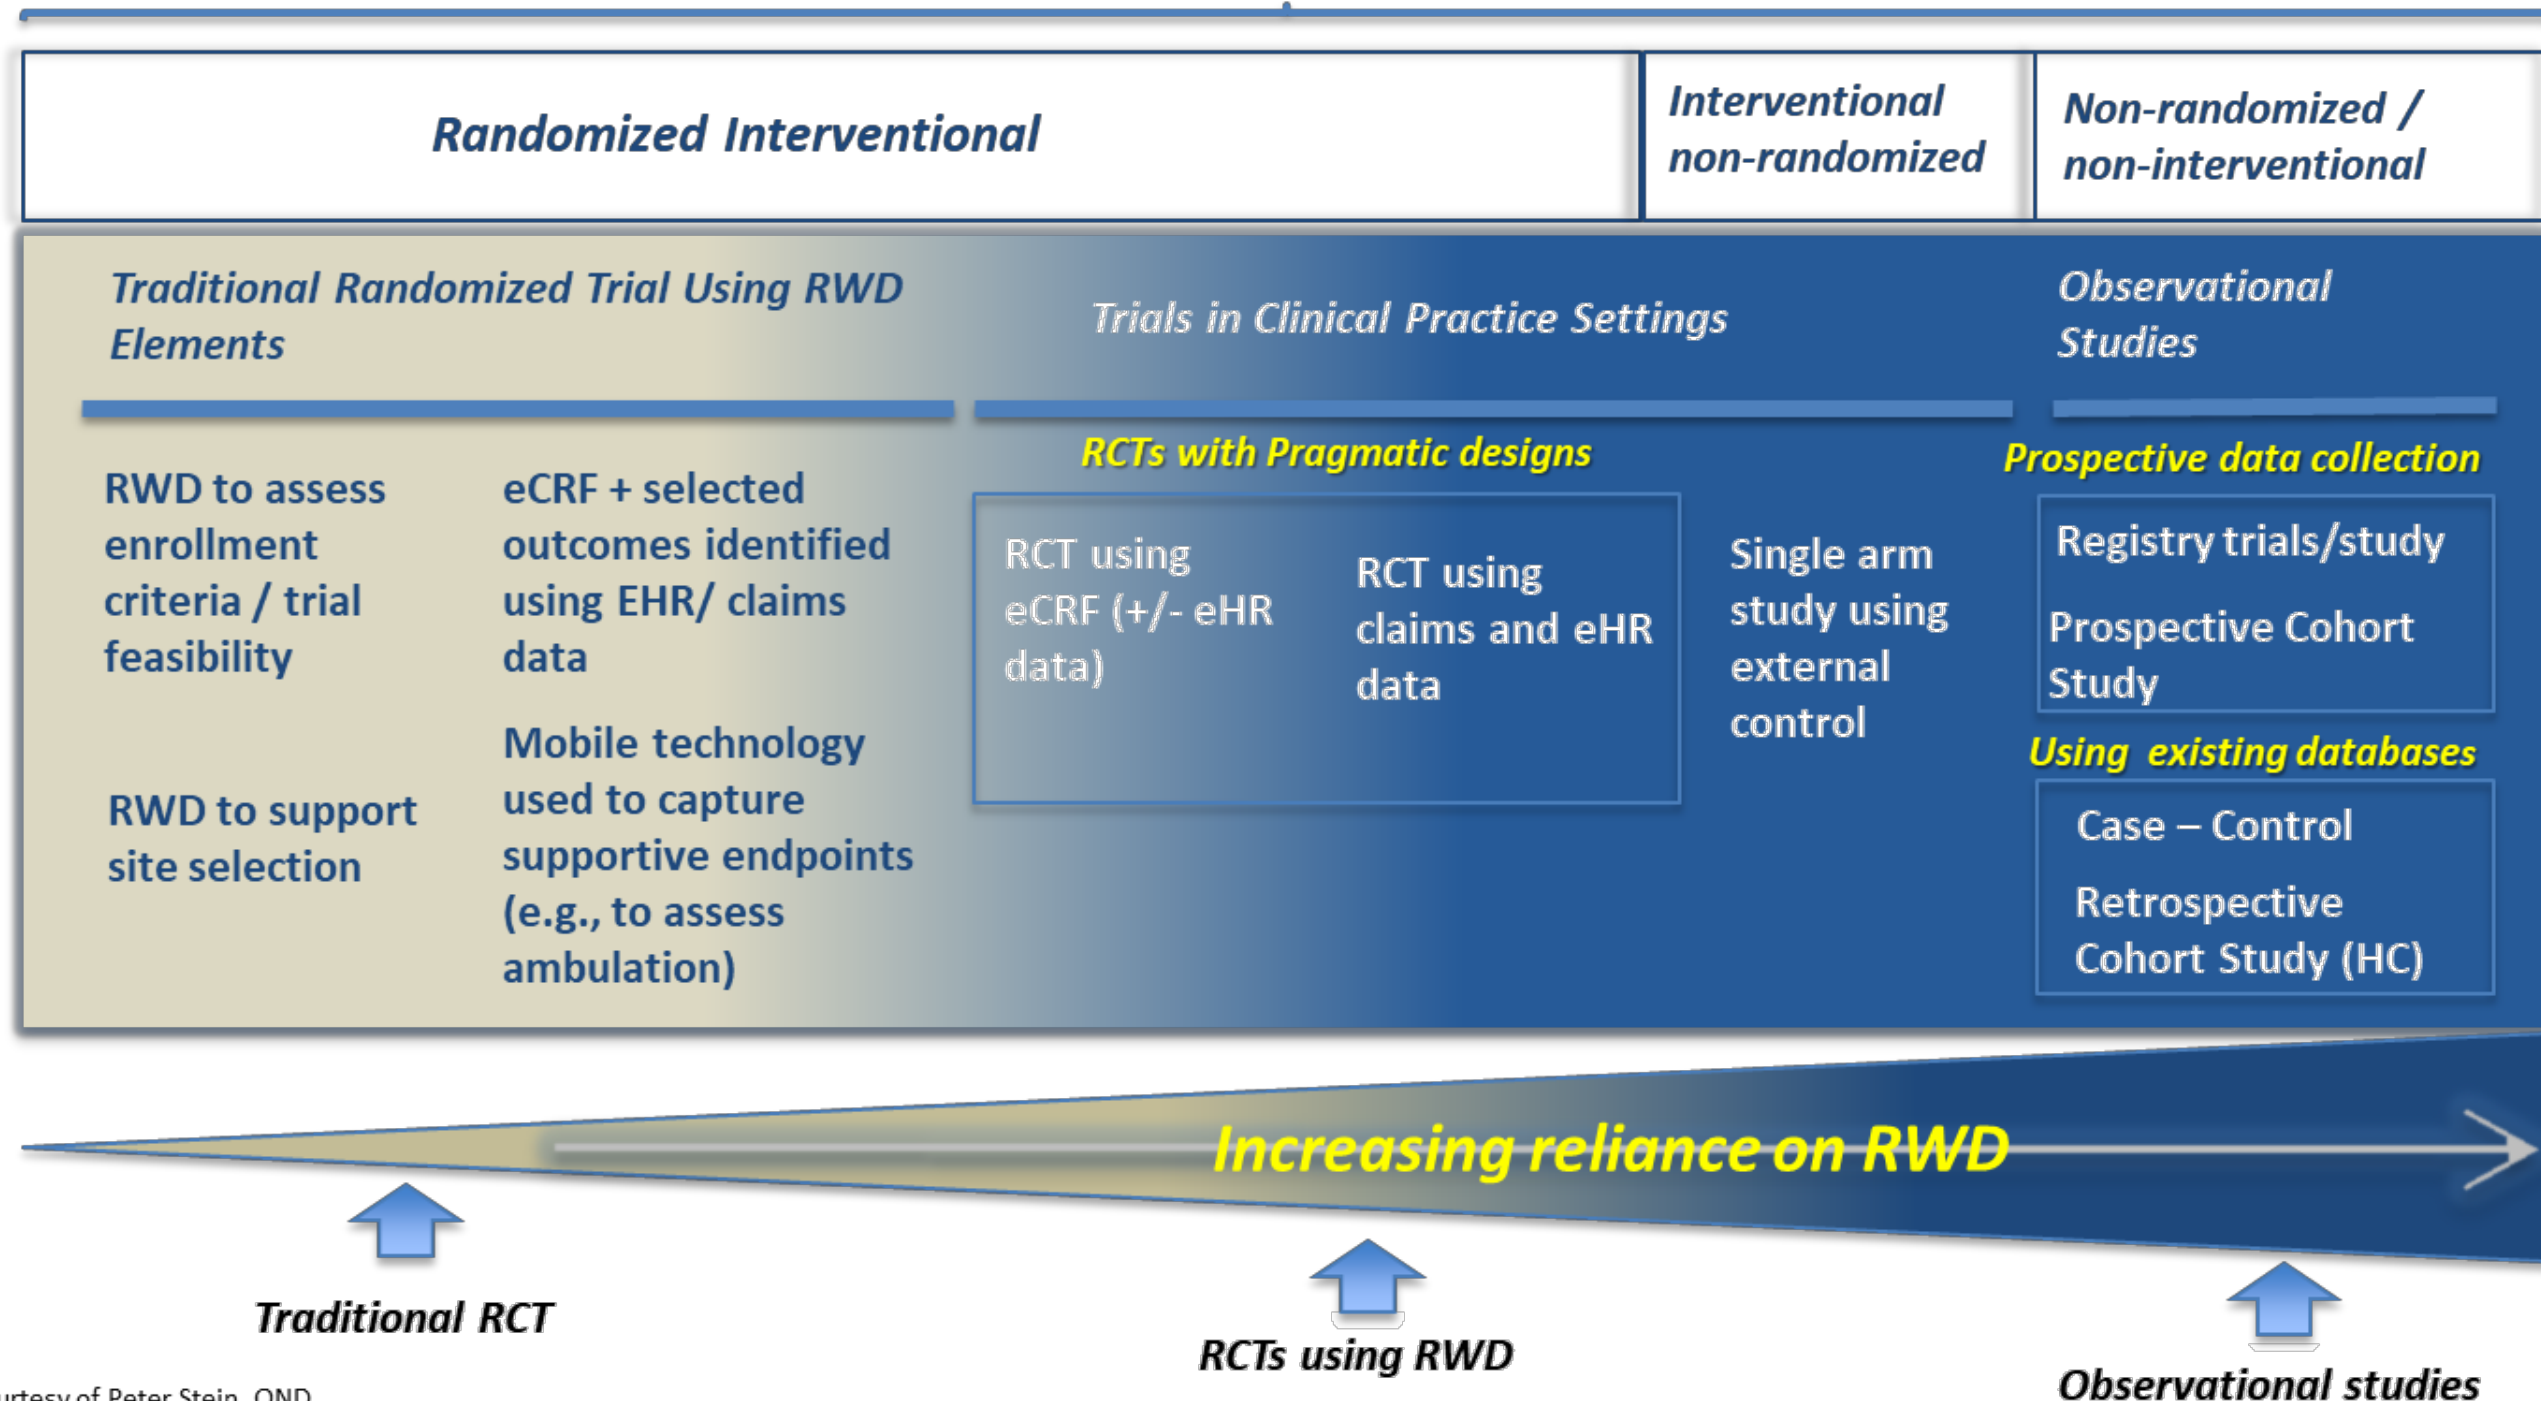 Randomized Interventional
Interventional
non-randomized
Non-randomized /
non-interventional
Traditional Randomized Trial Using RWD
Elements
Trials in Clinical Practice Settings
Observational
Studies
RWD to assess
enrollment
criteria / trial
feasibility
RWD to support
site selection
eCRF + selected
outcomes identified
using EHR/ claims
data
Mobile technology
used to capture
supportive endpoints
(e.g., to assess
ambulation)
RCTs with Pragmatic designs
RCT using
eCRF (+/- eHR
data)
RCT using
claims and eHR
data
Single arm
study using
external
control
Prospective data collection
Registry trials/study
Prospective Cohort
Study
Using existing databases
Case – Control
Retrospective
Cohort Study (HC)
Increasing reliance on RWD
Traditional RCT
RCTs using RWD
Observational studies
of Peter Stein, OND